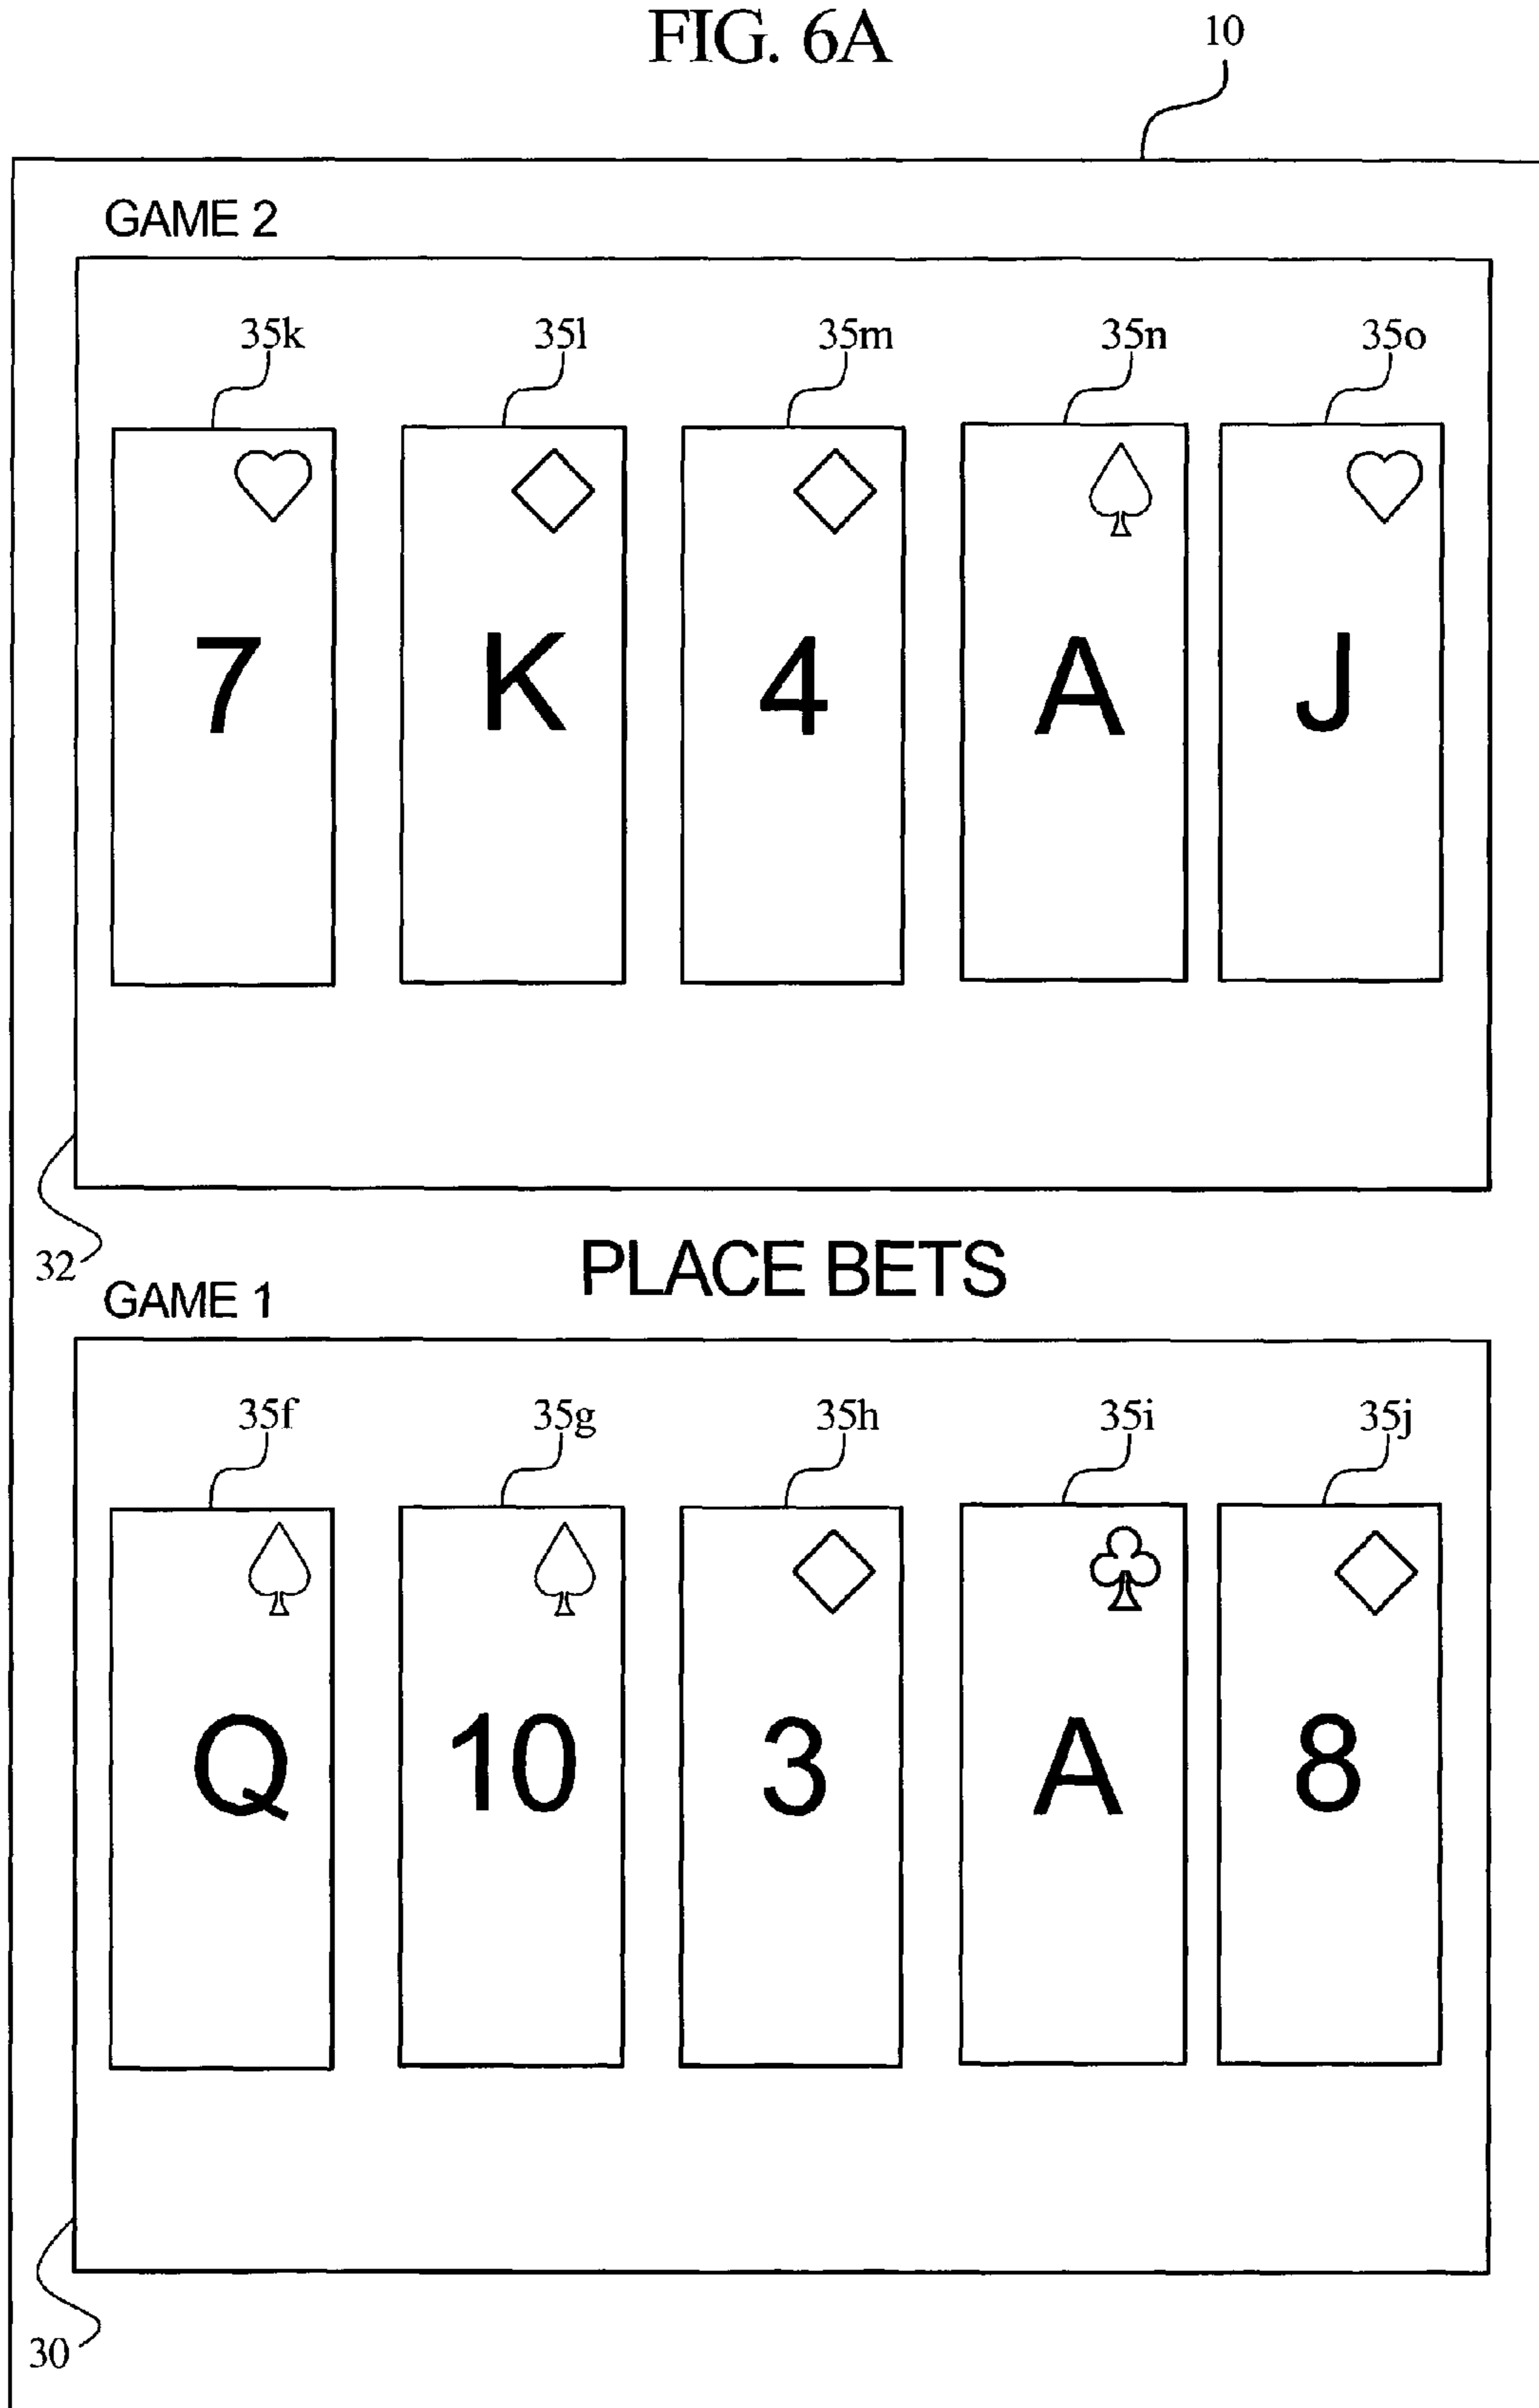 FIG. 6A
10
GAME 2
35k 35l 35m 35n 35o
7 K 4 A J
32
PLACE BETS
GAME 1
35f 35g 35h 35i 35j
Q 10 3 A 8
30